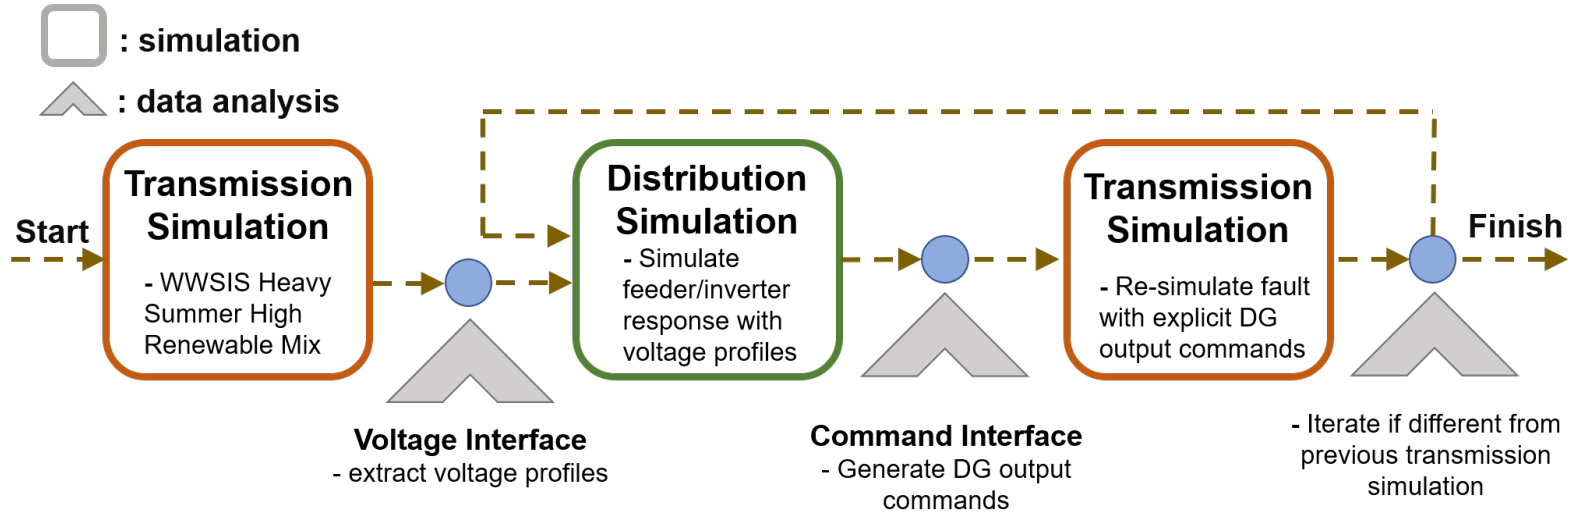 : simulation
: data analysis
Start
Transmission
Simulation
- WWSIS Heavy
Summer High
Renewable Mix
Voltage Interface
- extract voltage profiles
Distribution
Simulation
- Simulate
feeder/inverter
response with
voltage profiles
Command Interface
- Generate DG output
commands
Transmission
Simulation
- Re-simulate fault
with explicit DG
output commands
Finish
- Iterate if different from
previous transmission
simulation